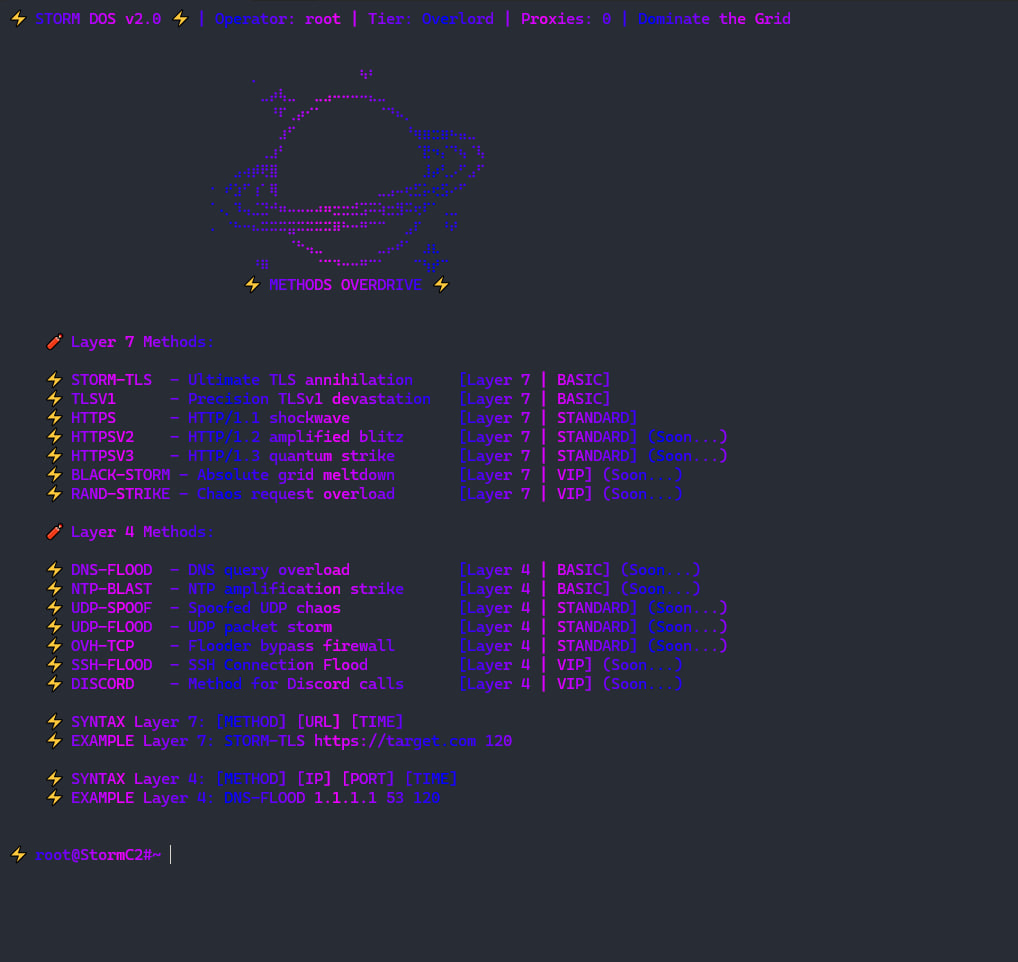 ⚡ STORM DOS v2.0 ⚡ | Operator: root | Tier: Overlord | Proxies: 0 | Dominate the Grid
⚡ METHODS OVERDRIVE ⚡
🧨 Layer 7 Methods:
⚡ STORM-TLS - Ultimate TLS annihilation [Layer 7 | BASIC]
⚡ TLSV1 - Precision TLSv1 devastation [Layer 7 | BASIC]
⚡ HTTPS - HTTP/1.1 shockwave [Layer 7 | STANDARD]
⚡ HTTPSV2 - HTTP/1.2 amplified blitz [Layer 7 | STANDARD] (Soon...)
⚡ HTTPSV3 - HTTP/1.3 quantum strike [Layer 7 | STANDARD] (Soon...)
⚡ BLACK-STORM - Absolute grid meltdown [Layer 7 | VIP] (Soon...)
⚡ RAND-STRIKE - Chaos request overload [Layer 7 | VIP] (Soon...)
🧨 Layer 4 Methods:
⚡ DNS-FLOOD - DNS query overload [Layer 4 | BASIC] (Soon...)
⚡ NTP-BLAST - NTP amplification strike [Layer 4 | BASIC] (Soon...)
⚡ UDP-SPOOF - Spoofed UDP chaos [Layer 4 | STANDARD] (Soon...)
⚡ UDP-FLOOD - UDP packet storm [Layer 4 | STANDARD] (Soon...)
⚡ OVH-TCP - Flooder bypass firewall [Layer 4 | STANDARD] (Soon...)
⚡ SSH-FLOOD - SSH Connection Flood [Layer 4 | VIP] (Soon...)
⚡ DISCORD - Method for Discord calls [Layer 4 | VIP] (Soon...)
⚡ SYNTAX Layer 7: [METHOD] [URL] [TIME]
⚡ EXAMPLE Layer 7: STORM-TLS https://target.com 120
⚡ SYNTAX Layer 4: [METHOD] [IP] [PORT] [TIME]
⚡ EXAMPLE Layer 4: DNS-FLOOD 1.1.1.1 53 120
⚡ root@StormC2#~